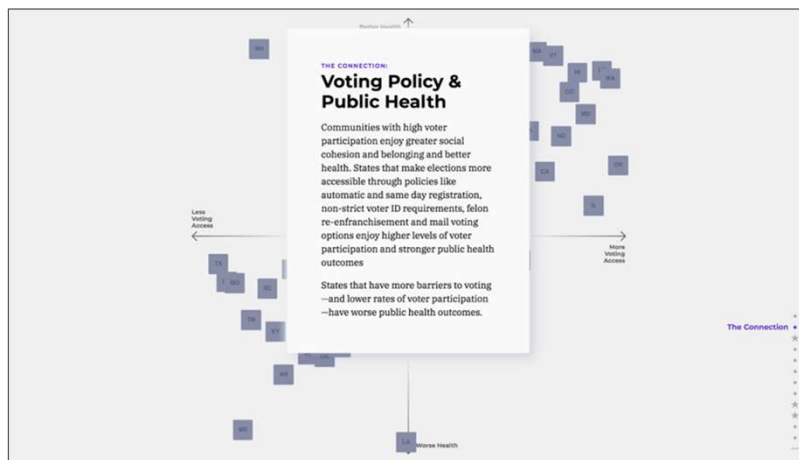 Better Health
NH
VT
THE CONNECTION:
Voting Policy &
Public Health
Communities with high voter
participation enjoy greater social
cohesion and belonging and better
health. States that make elections more
accessible through policies like
automatic and same day registration,
non-strict voter ID requirements, felon
re-enfranchisement and mail voting
options enjoy higher levels of voter
participation and stronger public health
outcomes
States that have more barriers to voting
—and lower rates of voter participation
—have worse public health outcomes.
CO
CA
OR
IL
Less
Voting
Access
More
Voting
Access
TX
MO
SC
TN
KY
AR
MS
LA
Worse Health
The Connection